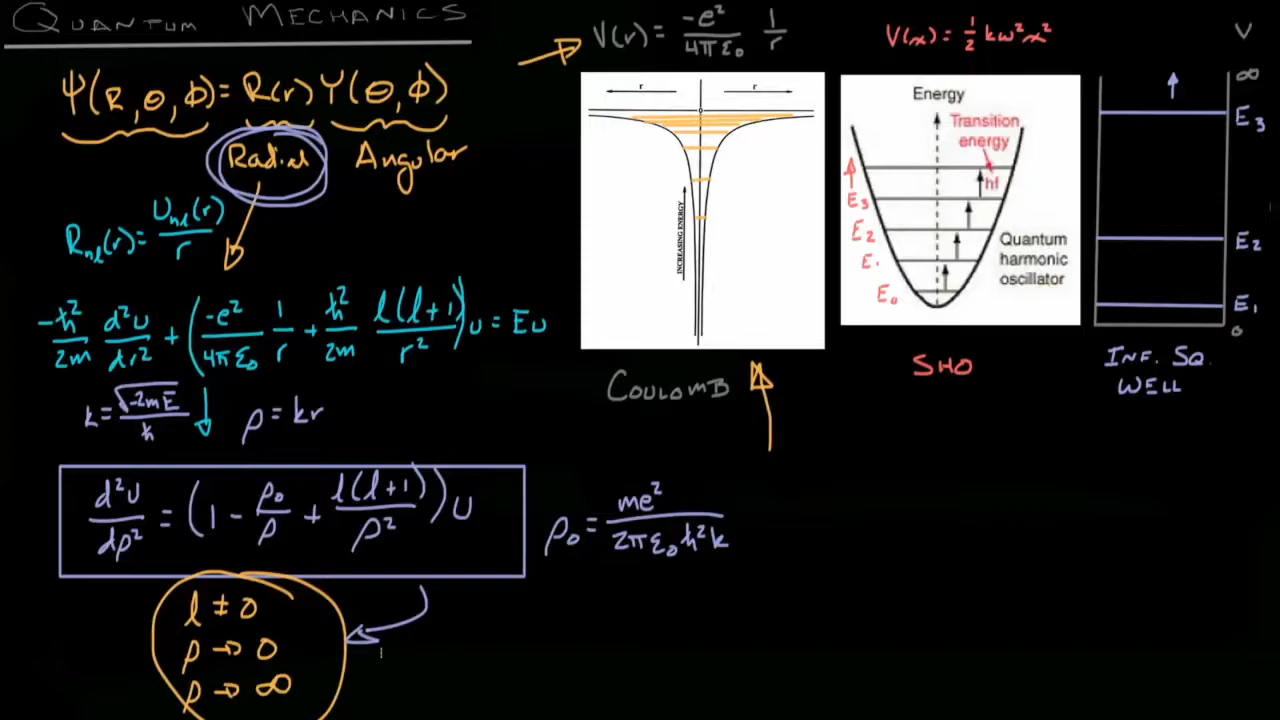 QUANTUM MECHANICS
Ψ(R, θ, φ) = R(r) Y(θ, φ)
Radial
Angular
R_nl(r) = U_nl(r) / r
-ħ²/2m d²U/dr² + (-e²/4πε₀ 1/r + ħ²/2m l(l+1)/r²) U = EU
k = √-2mE / ħ
ρ = kr
d²U/dρ² = (1 - ρ₀/ρ + l(l+1)/ρ²) U
ρ₀ = me² / 2πε₀ħ²k
l ≠ 0
ρ → 0
ρ → ∞
V(r) = -e²/4πε₀ 1/r
r
r
INCREASING ENERGY
COULOMB
V(x) = ½ kω²x²
Energy
Transition
energy
hf
E₃
E₂
E.
E₀
Quantum
harmonic
oscillator
SHO
V
∞
E₃
E₂
E₁
0
INF. SQ.
WELL